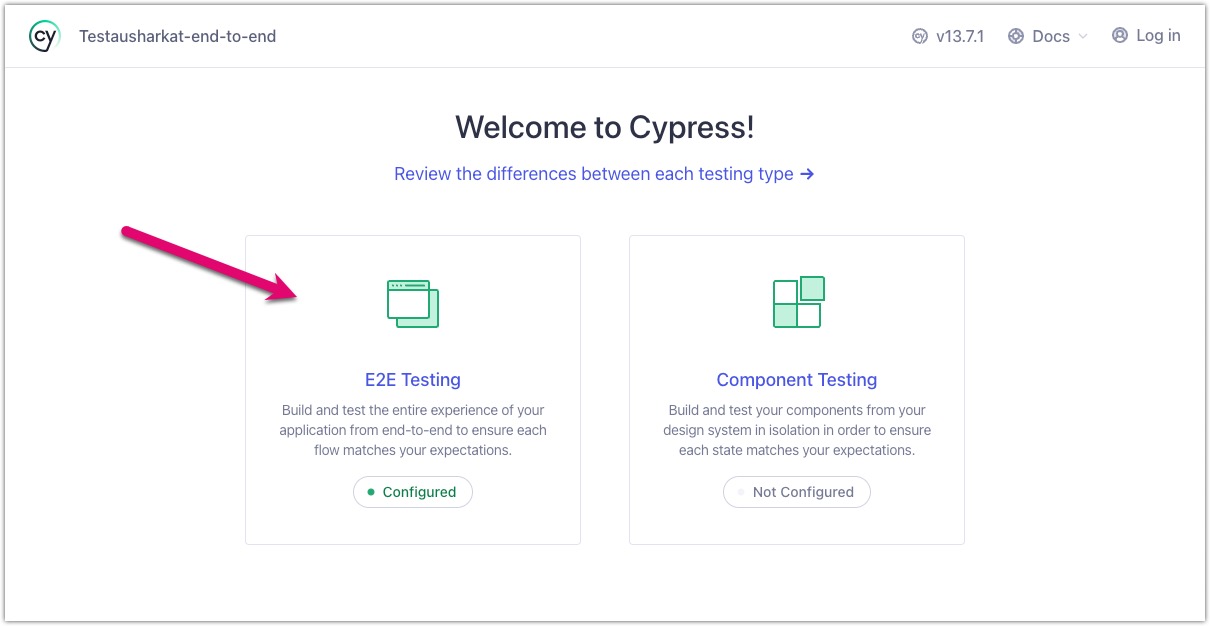 cy Testausharkat-end-to-end
cy v13.7.1 Docs Log in
Welcome to Cypress!
Review the differences between each testing type →
E2E Testing
Build and test the entire experience of your
application from end-to-end to ensure each
flow matches your expectations.
Configured
Component Testing
Build and test your components from your
design system in isolation in order to ensure
each state matches your expectations.
Not Configured